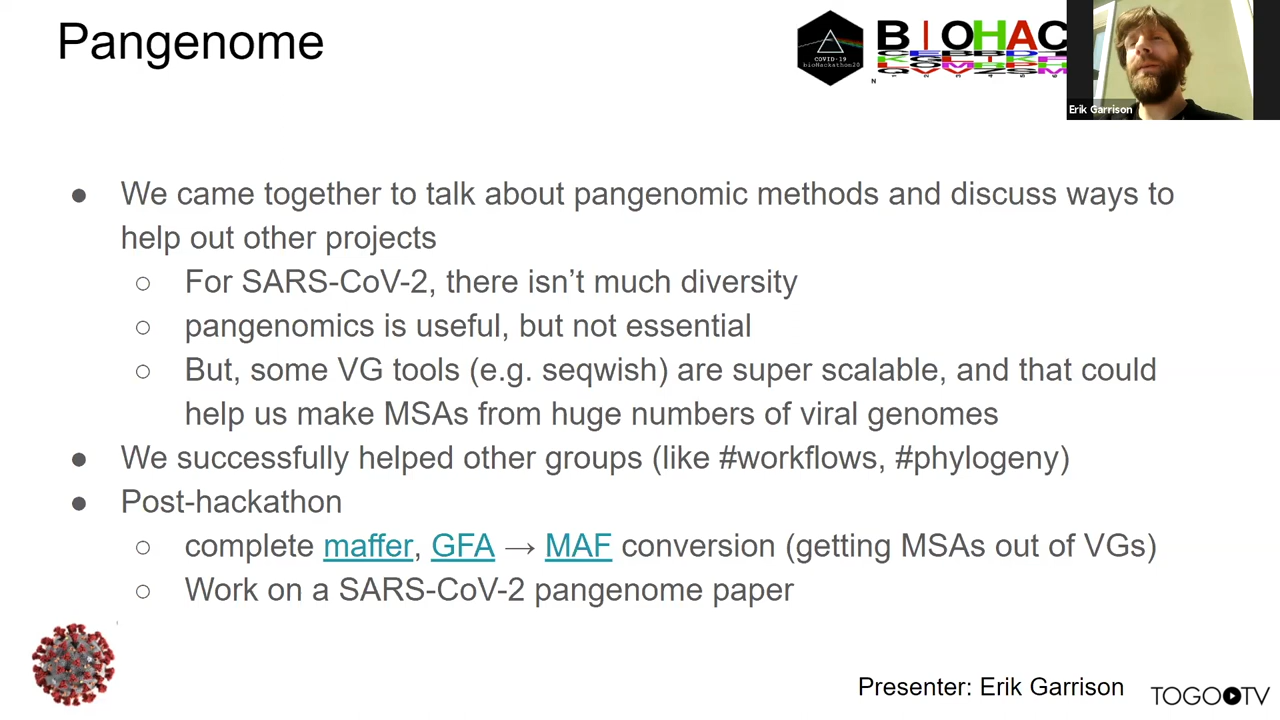 Pangenome
COVID-19
bioHackathon20
BIOHAC
Erik Garrison
● We came together to talk about pangenomic methods and discuss ways to
help out other projects
○ For SARS-CoV-2, there isn’t much diversity
○ pangenomics is useful, but not essential
○ But, some VG tools (e.g. seqwish) are super scalable, and that could
help us make MSAs from huge numbers of viral genomes
● We successfully helped other groups (like #workflows, #phylogeny)
● Post-hackathon
○ complete maffer, GFA → MAF conversion (getting MSAs out of VGs)
○ Work on a SARS-CoV-2 pangenome paper
Presenter: Erik Garrison
TOGOTV